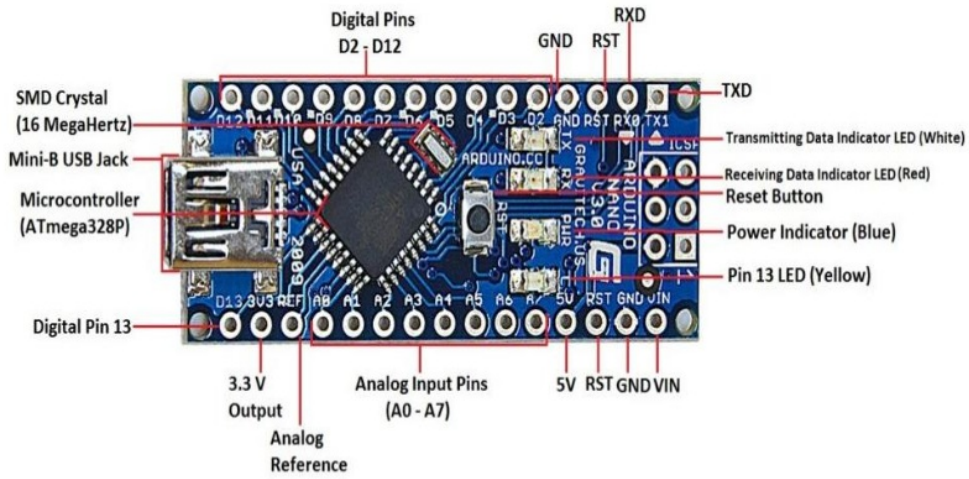 Digital Pins
D2 - D12
GND
RST
RXD
TXD
SMD Crystal
(16 MegaHertz)
Mini-B USB Jack
Microcontroller
(ATmega328P)
D12 D11 D10 D9 D8 D7 D6 D5 D4 D3 D2 GND RST RX0 TX1
ICSP
TX
RX
RST
PWR
L
ARDUINO.CC
USA
2009
GRAVITECH.US
ARDUINO
NANO
V3.0
1
Transmitting Data Indicator LED (White)
Receiving Data Indicator LED (Red)
Reset Button
Power Indicator (Blue)
Pin 13 LED (Yellow)
D13 3V3 REF A0 A1 A2 A3 A4 A5 A6 A7 5V RST GND VIN
Digital Pin 13
3.3 V
Output
Analog
Reference
Analog Input Pins
(A0 - A7)
5V
RST
GND
VIN